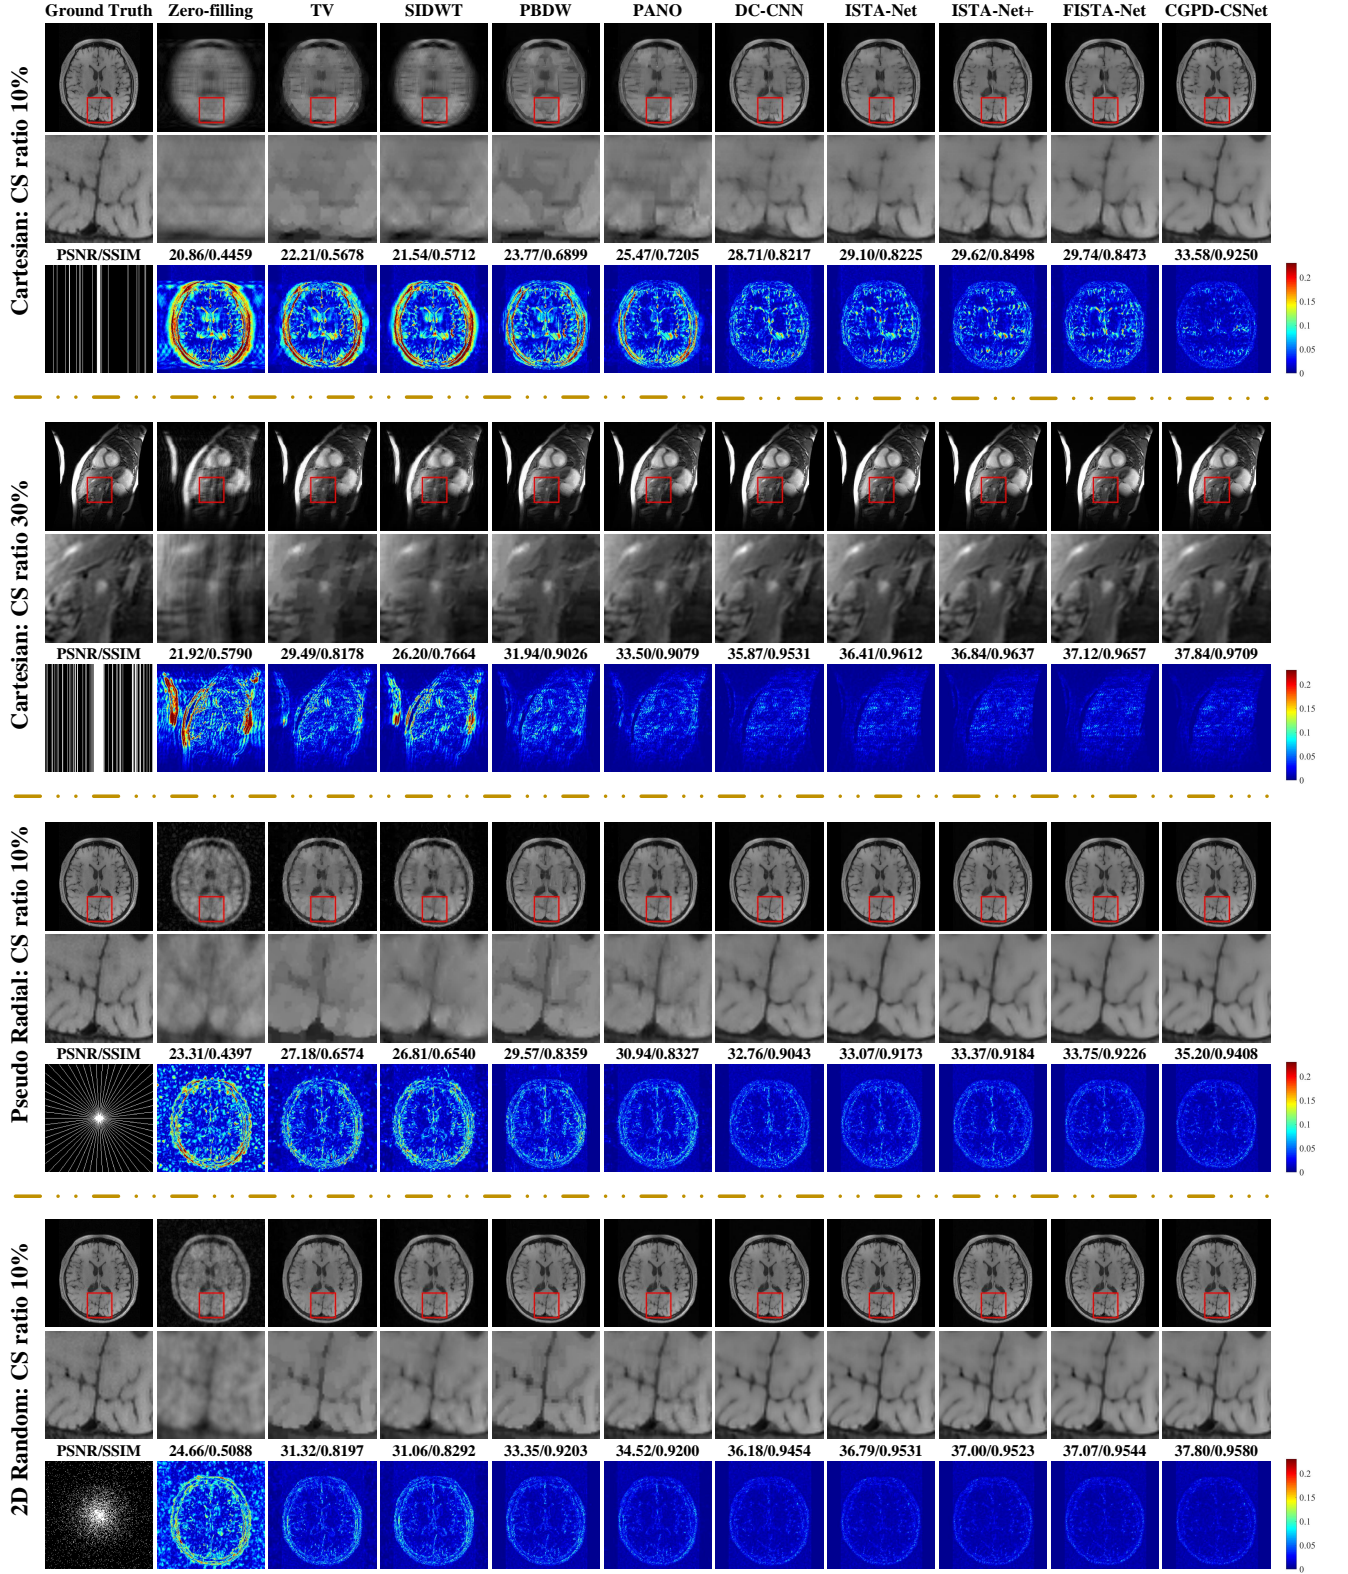 Ground Truth Zero-filling TV SIDWT PBDW PANO DC-CNN ISTA-Net ISTA-Net+ FISTA-Net CGPD-CSNet
Cartesian: CS ratio 10%
PSNR/SSIM 20.86/0.4459 22.21/0.5678 21.54/0.5712 23.77/0.6899 25.47/0.7205 28.71/0.8217 29.10/0.8225 29.62/0.8498 29.74/0.8473 33.58/0.9250
0.2
0.15
0.1
0.05
0
Cartesian: CS ratio 30%
PSNR/SSIM 21.92/0.5790 29.49/0.8178 26.20/0.7664 31.94/0.9026 33.50/0.9079 35.87/0.9531 36.41/0.9612 36.84/0.9637 37.12/0.9657 37.84/0.9709
0.2
0.15
0.1
0.05
0
Pseudo Radial: CS ratio 10%
PSNR/SSIM 23.31/0.4397 27.18/0.6574 26.81/0.6540 29.57/0.8359 30.94/0.8327 32.76/0.9043 33.07/0.9173 33.37/0.9184 33.75/0.9226 35.20/0.9408
0.2
0.15
0.1
0.05
0
2D Random: CS ratio 10%
PSNR/SSIM 24.66/0.5088 31.32/0.8197 31.06/0.8292 33.35/0.9203 34.52/0.9200 36.18/0.9454 36.79/0.9531 37.00/0.9523 37.07/0.9544 37.80/0.9580
0.2
0.15
0.1
0.05
0